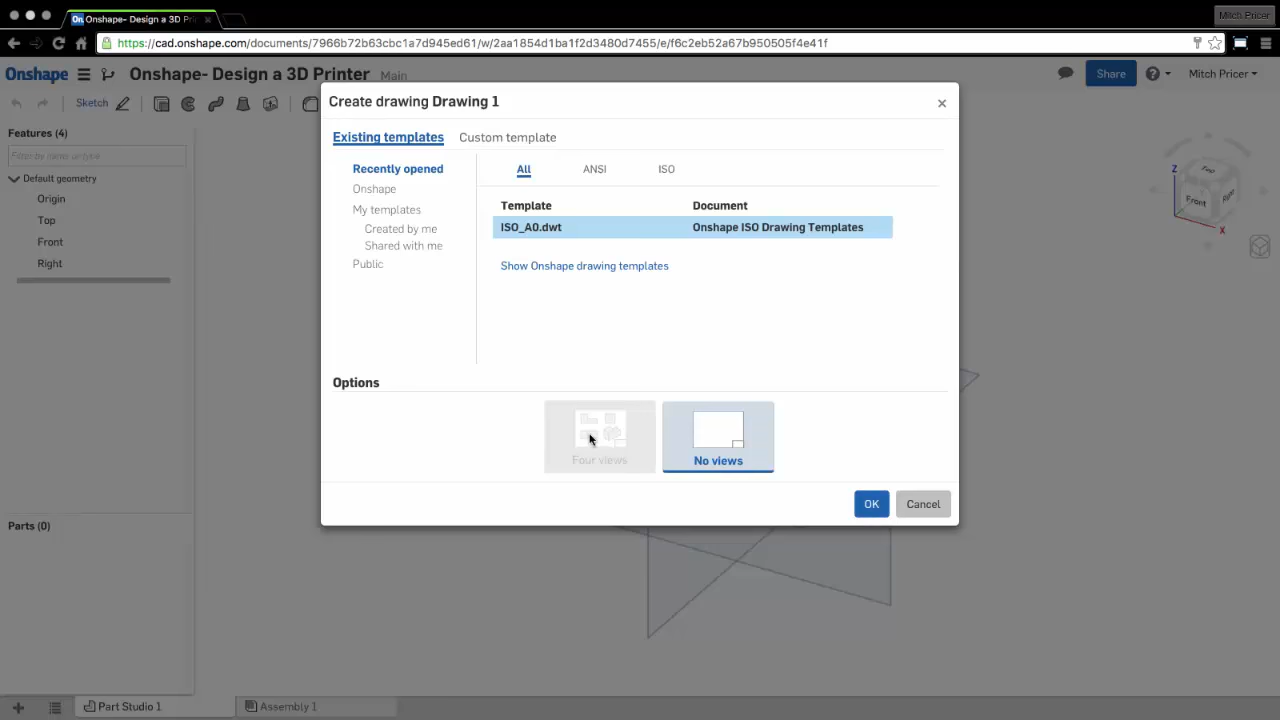 Onshape- Design a 3D Pri
Mitch Pricer
https://cad.onshape.com/documents/7966b72b63cbc1a7d945ed61/w/2aa1854d1ba1f2d3480d7455/e/f6c2eb52a67b950505f4e41f
Onshape Onshape- Design a 3D Printer Main Share Mitch Pricer
Sketch
Create drawing Drawing 1
Features (4)
Filter by name or type
Default geometry
Origin
Top
Front
Right
Existing templates Custom template
Recently opened
Onshape
My templates
Created by me
Shared with me
Public
All ANSI ISO
Template Document
ISO_A0.dwt Onshape ISO Drawing Templates
Show Onshape drawing templates
Z
Front
Right
X
Options
Four views No views
OK Cancel
Parts (0)
Part Studio 1 Assembly 1